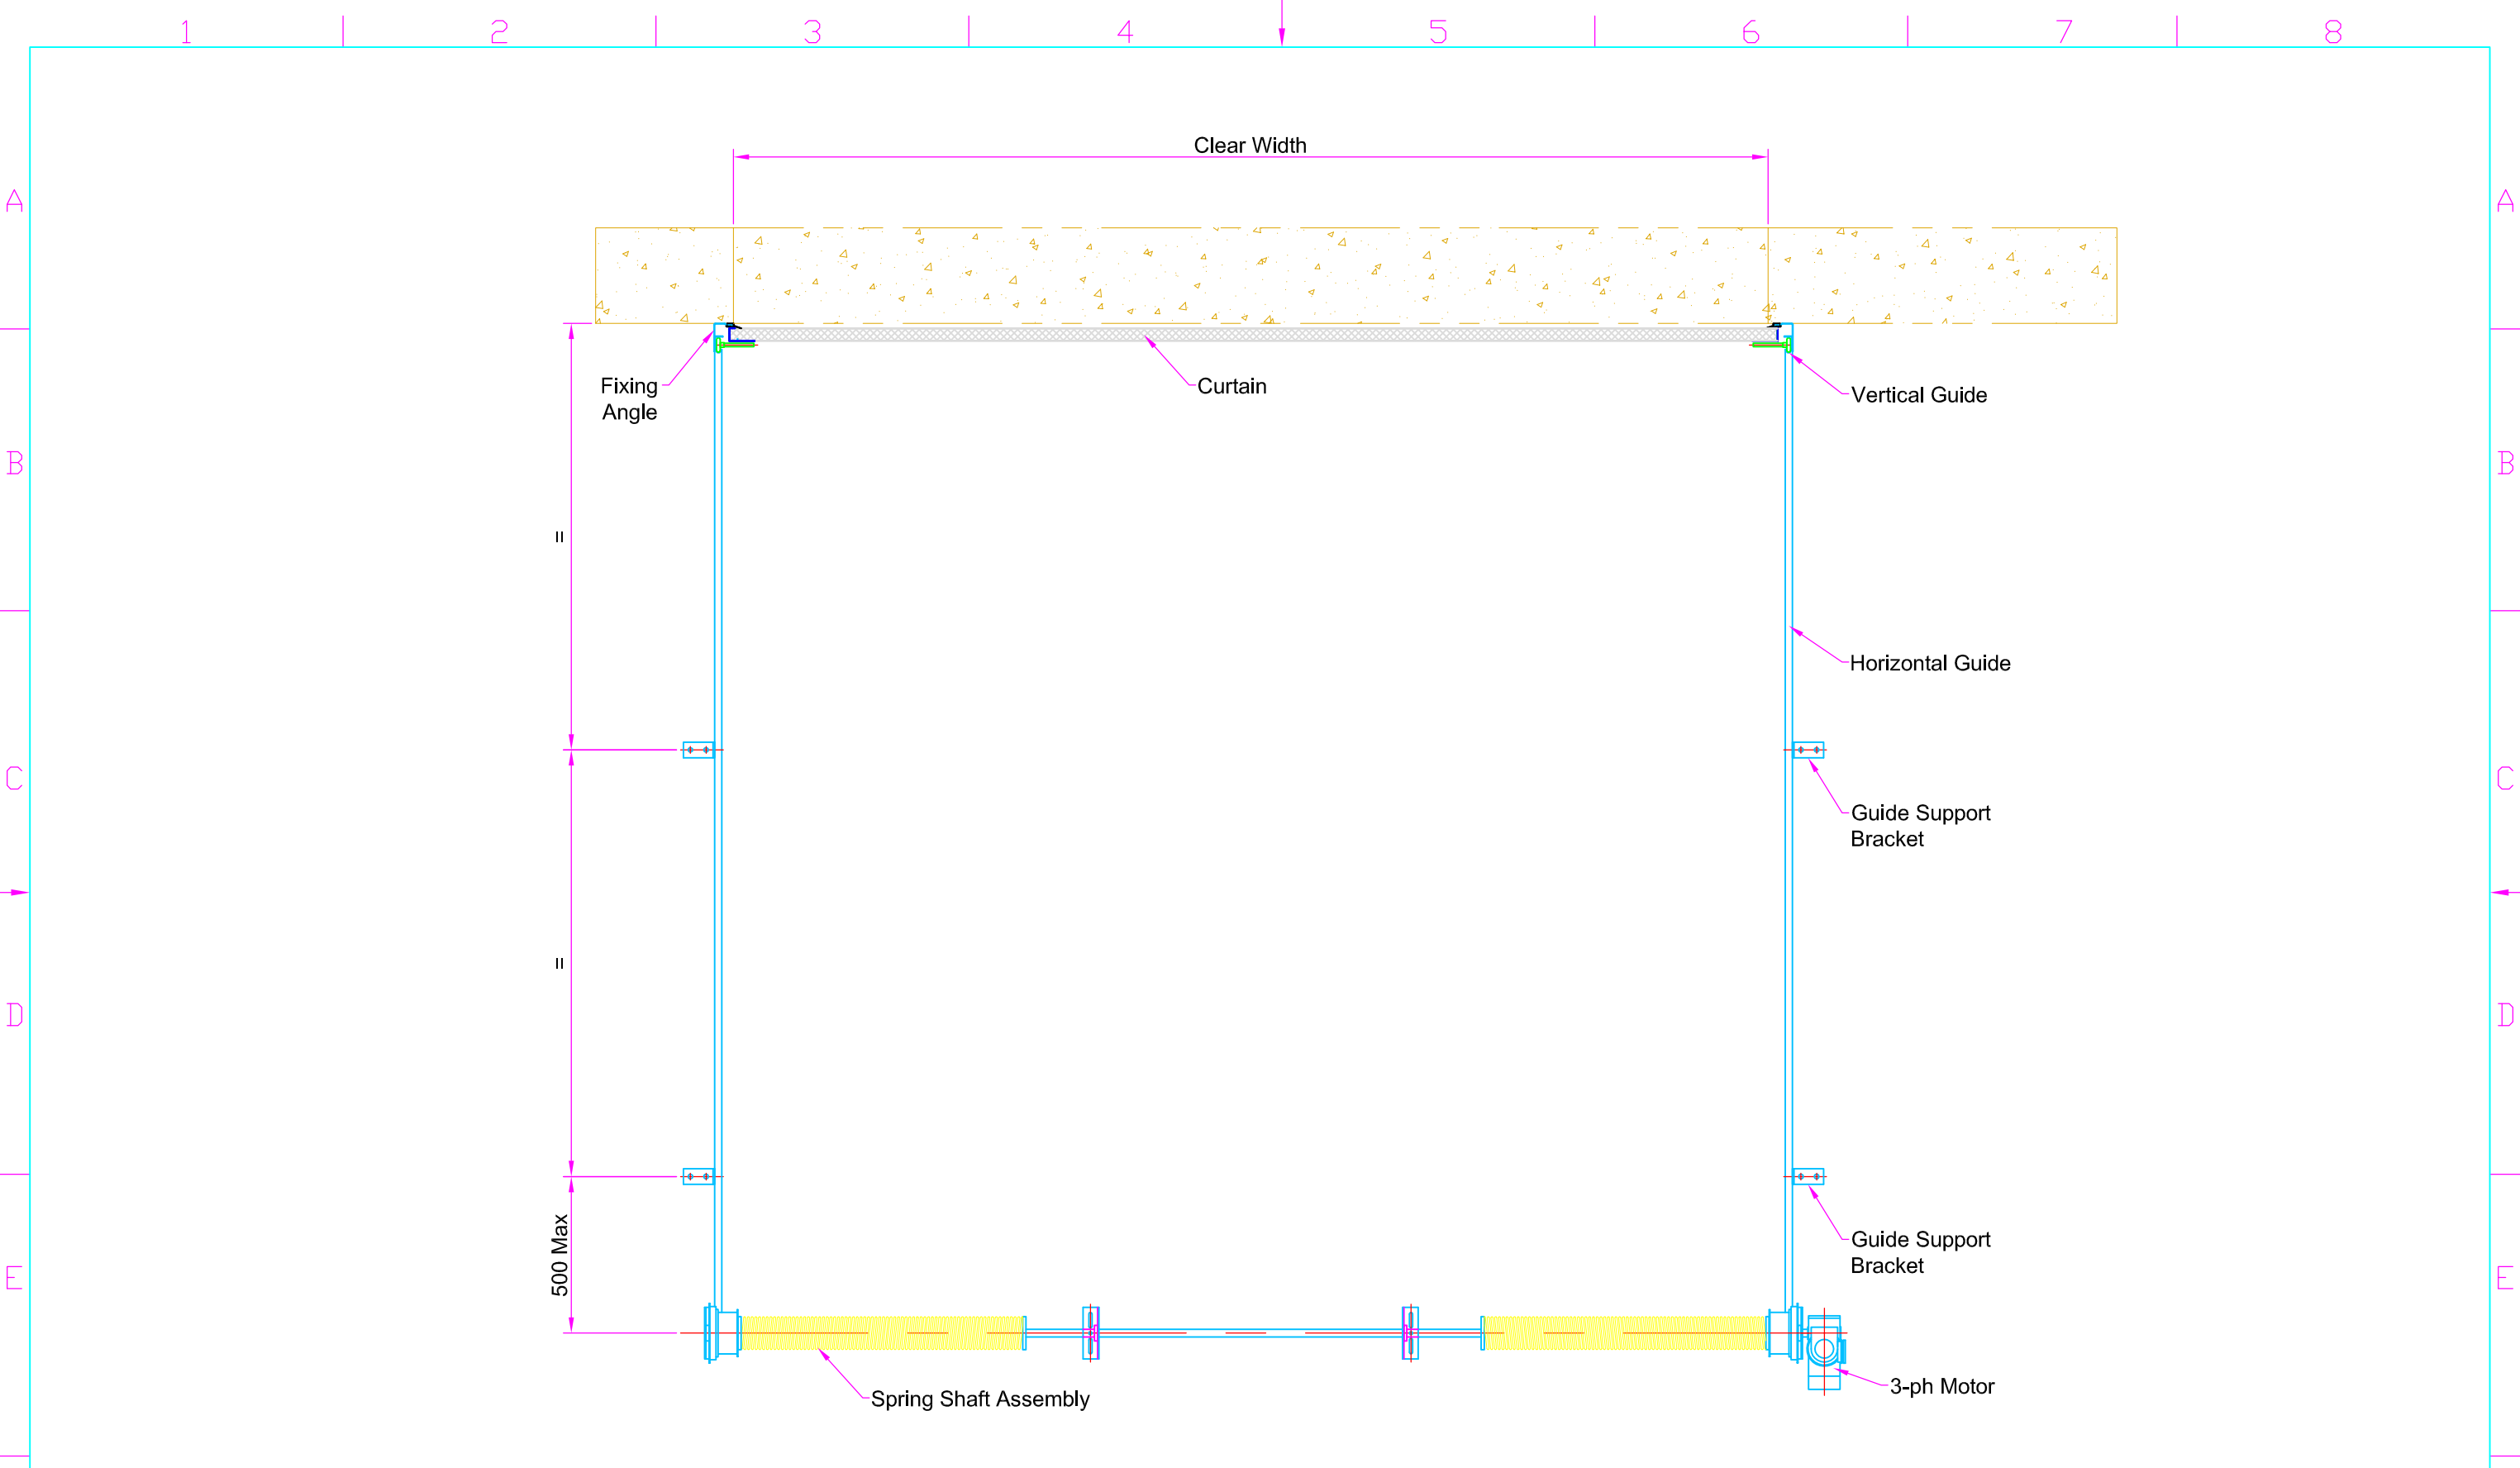 1 2 3 4 5 6 7 8
Clear Width
A A
Fixing
Angle
Curtain
Vertical Guide
B B
=
Horizontal Guide
C C
Guide Support
Bracket
=
D D
500 Max
Guide Support
Bracket
E E
Spring Shaft Assembly
3-ph Motor